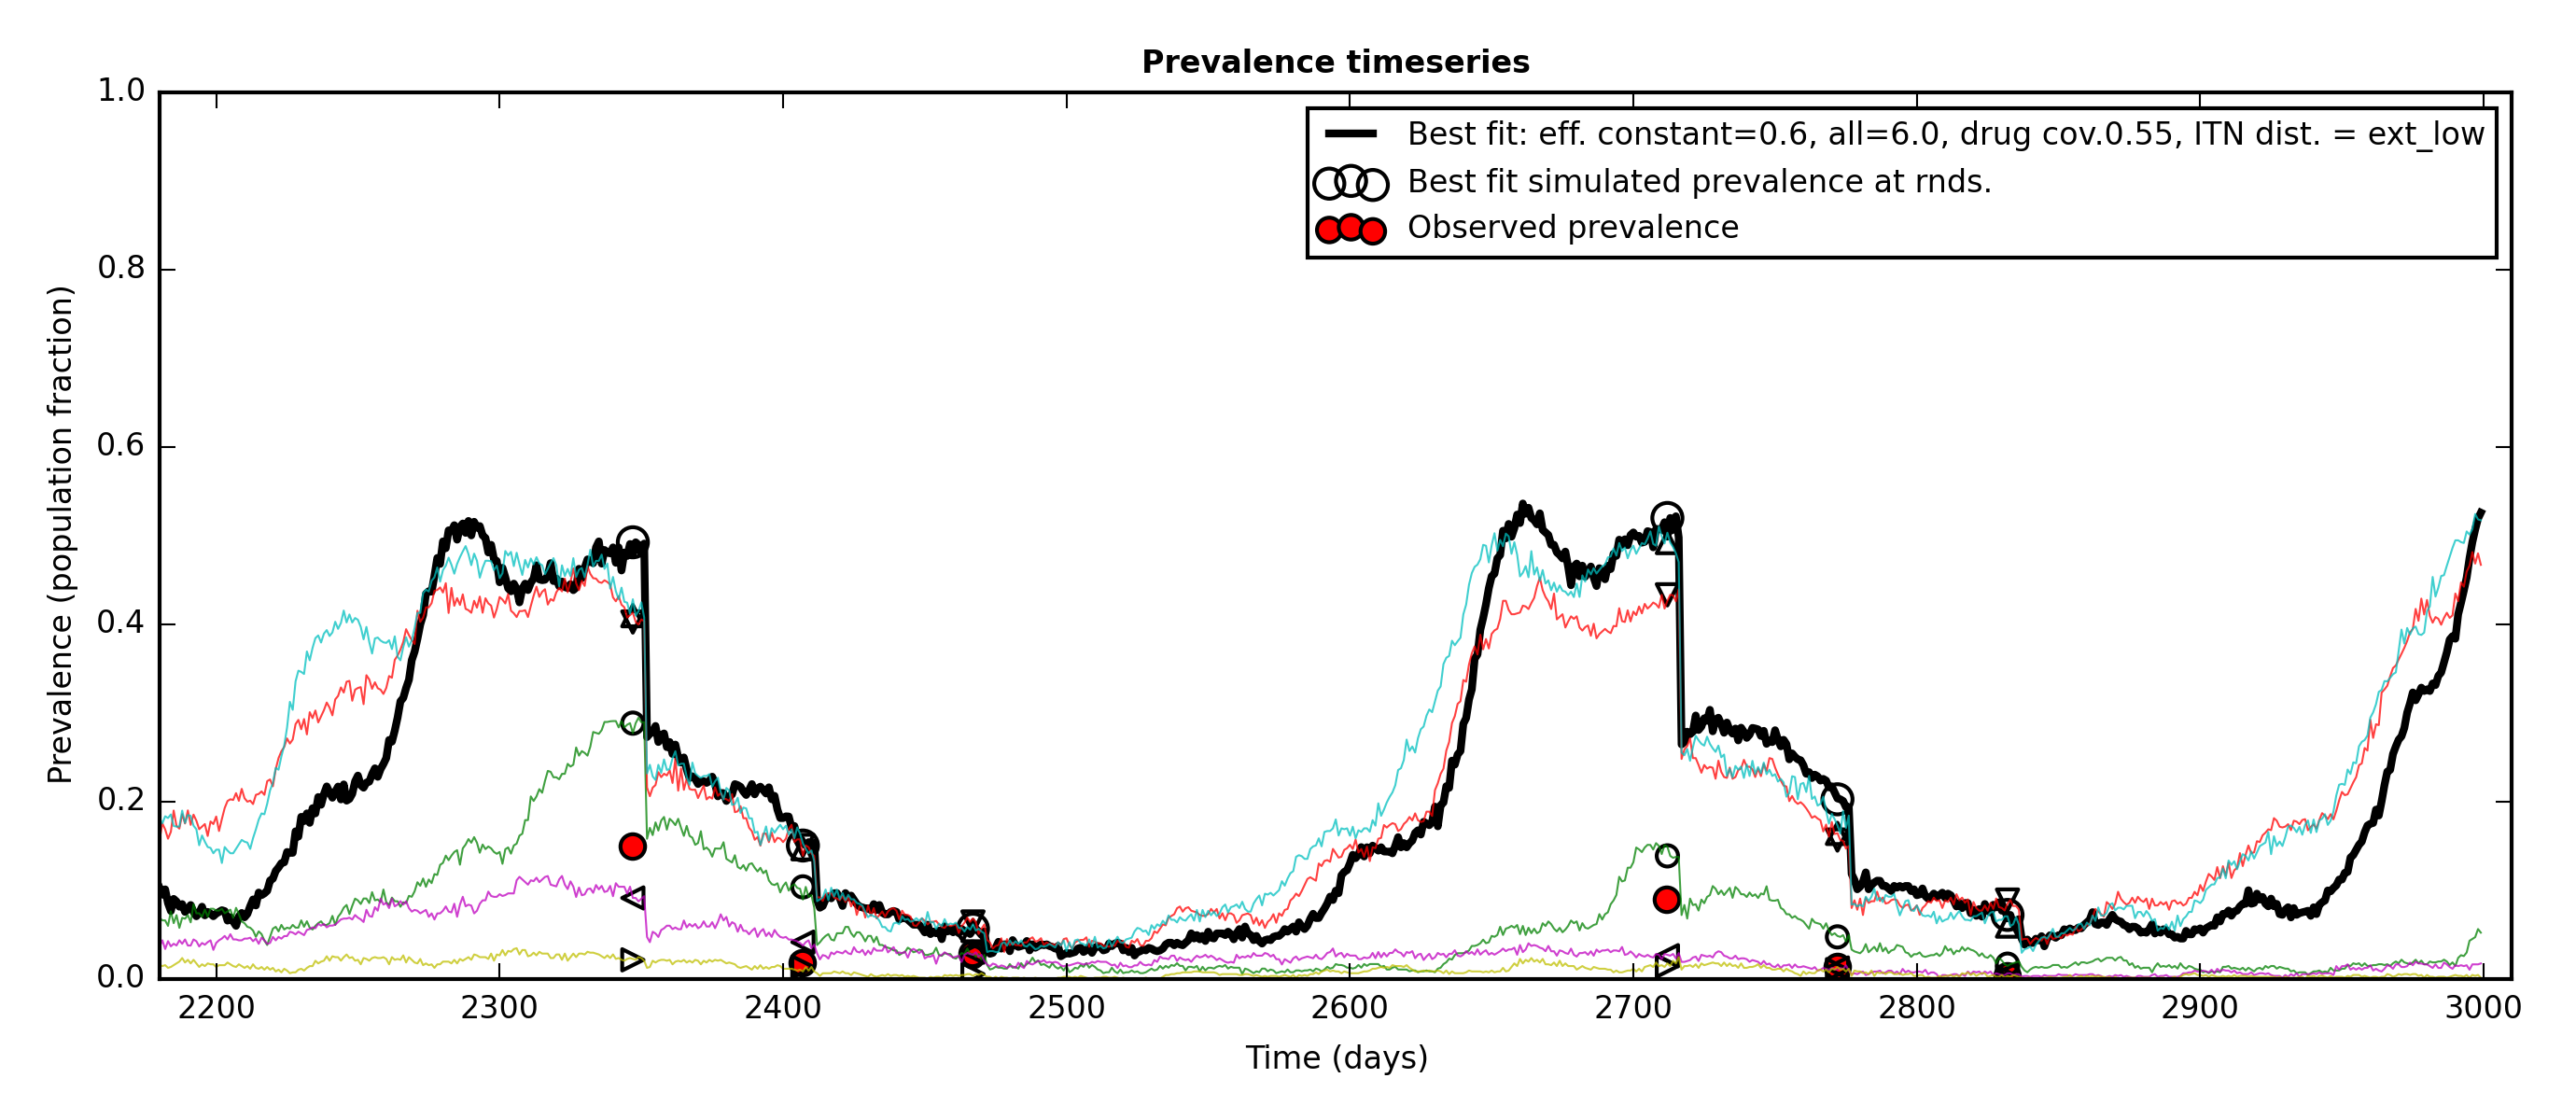 Prevalence timeseries
1.0
0.8
0.6
0.4
0.2
0.0
Prevalence (population fraction)
Best fit: eff. constant=0.6, all=6.0, drug cov.0.55, ITN dist. = ext_low
Best fit simulated prevalence at rnds.
Observed prevalence
2200 2300 2400 2500 2600 2700 2800 2900 3000
Time (days)